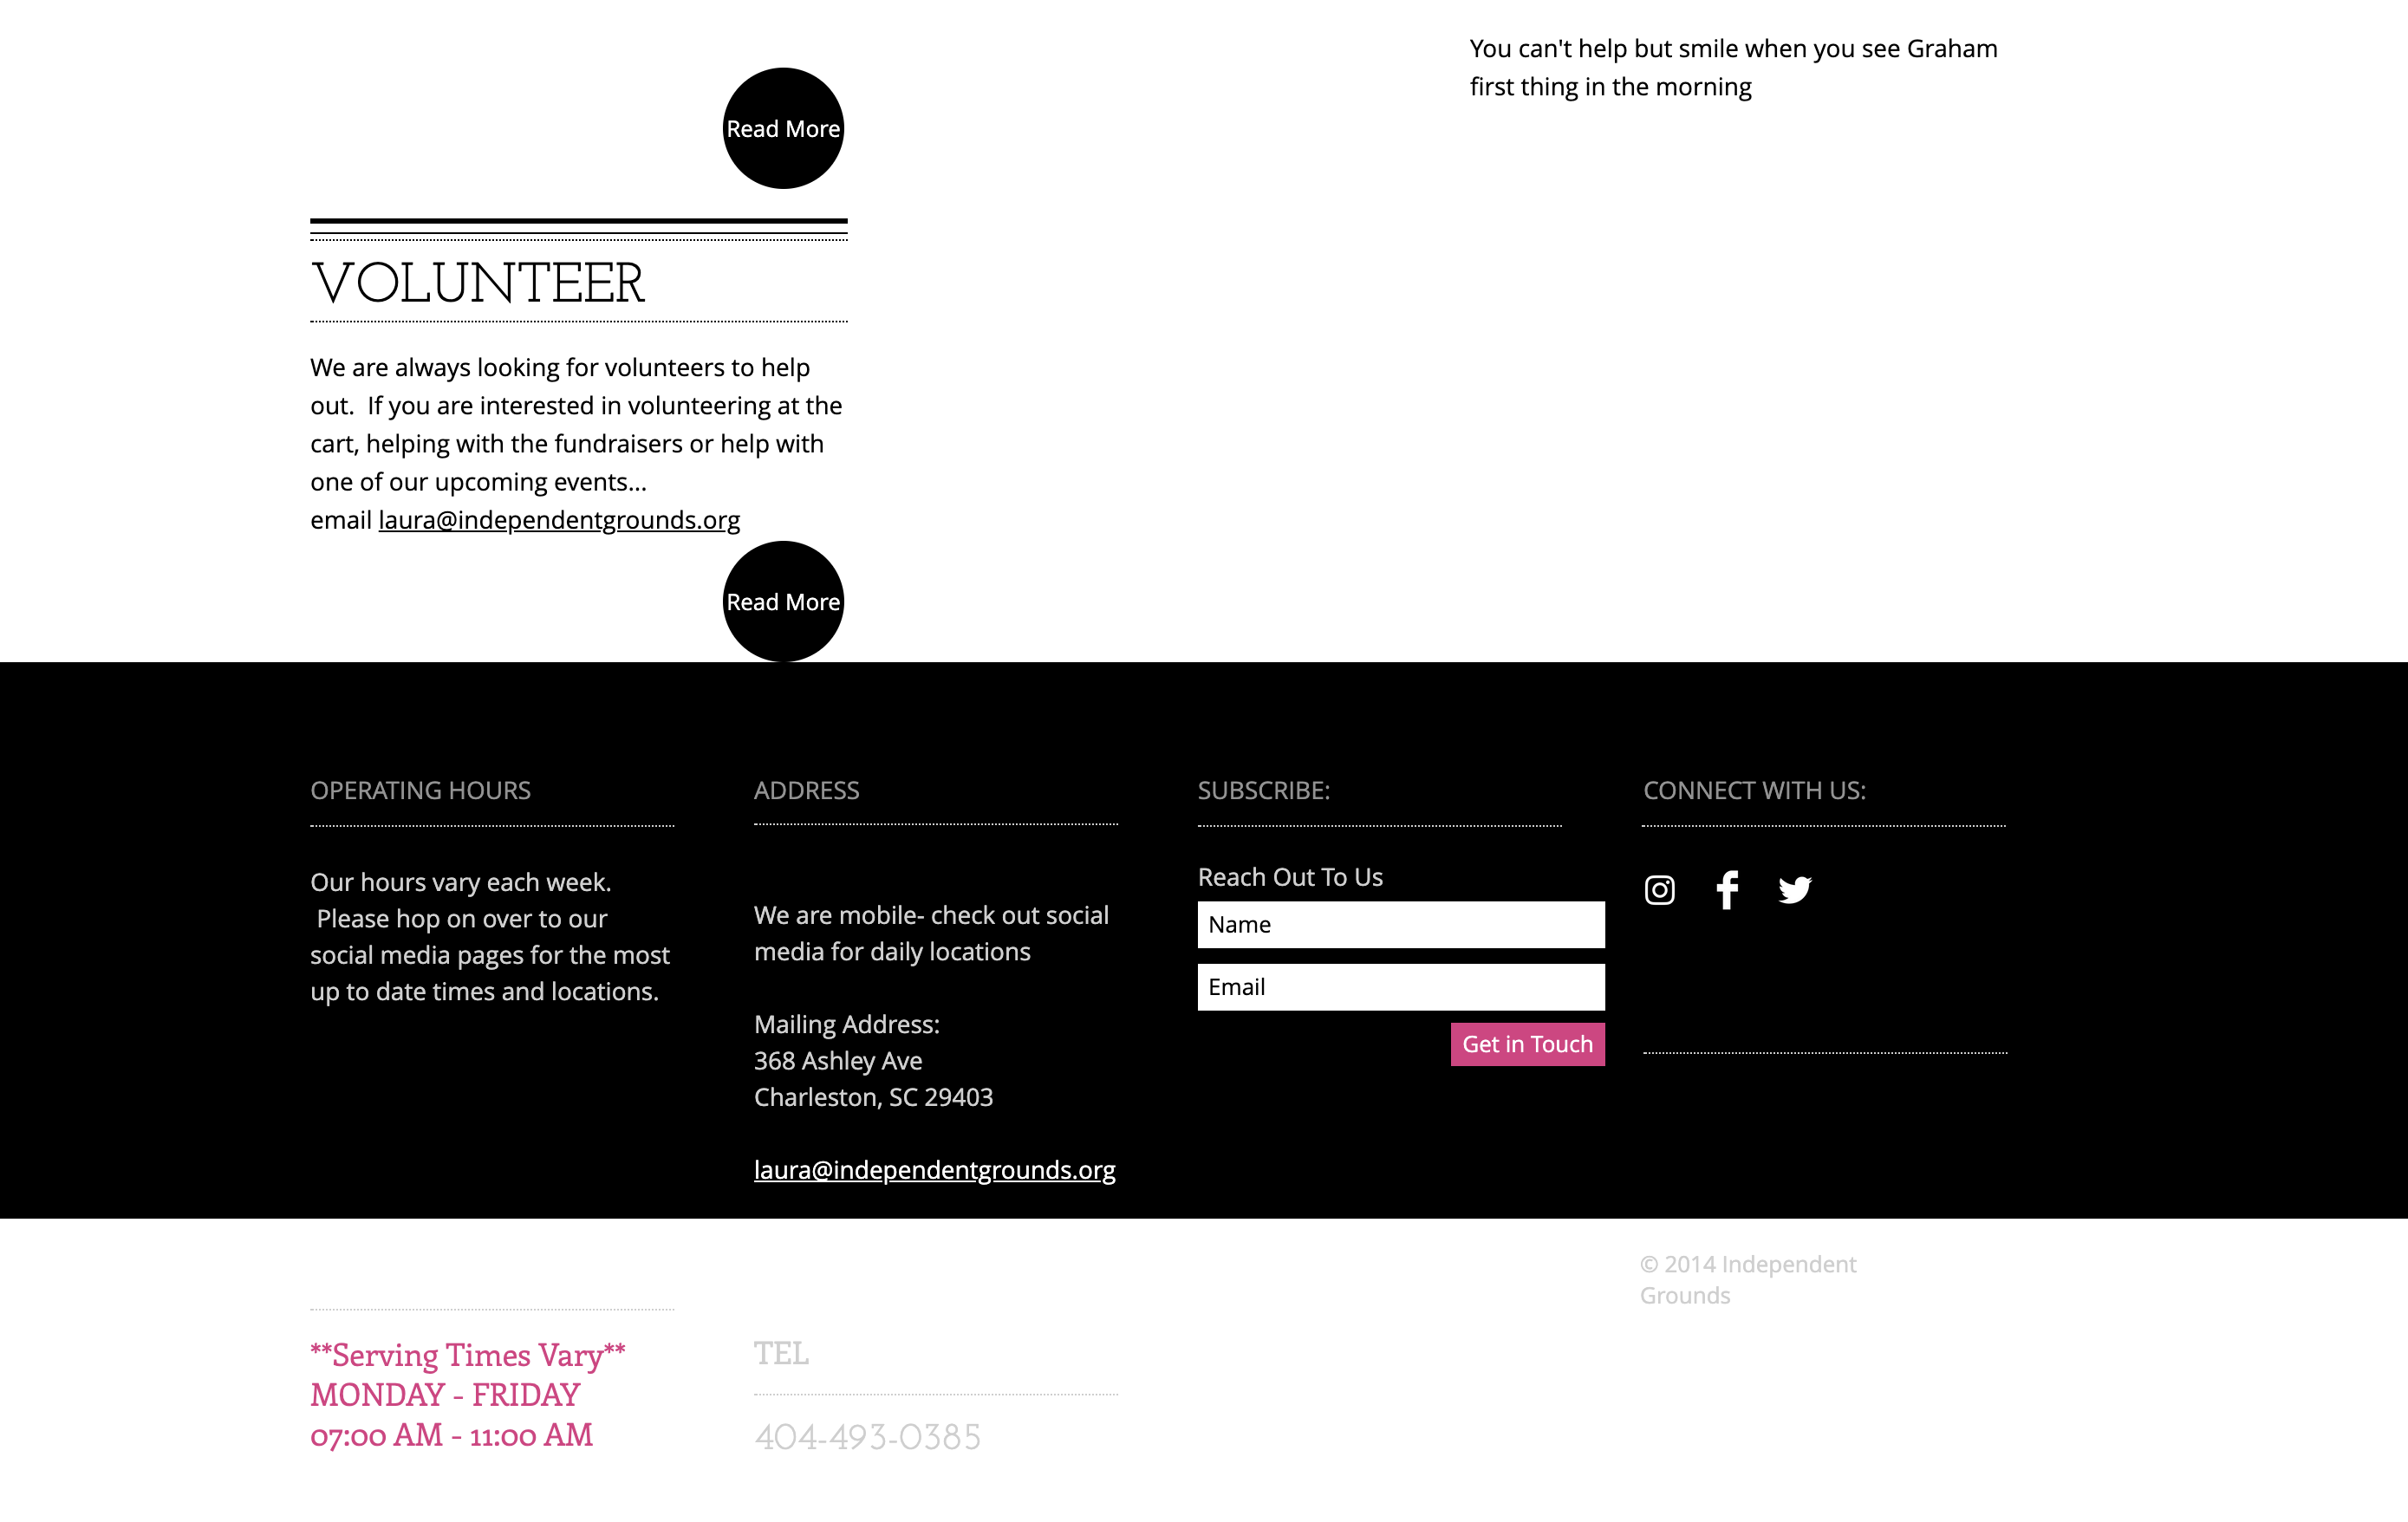 You can't help but smile when you see Graham
first thing in the morning
Read More
VOLUNTEER
We are always looking for volunteers to help
out.  If you are interested in volunteering at the
cart, helping with the fundraisers or help with
one of our upcoming events...
email laura@independentgrounds.org
Read More
OPERATING HOURS
Our hours vary each week.
Please hop on over to our
social media pages for the most
up to date times and locations.
ADDRESS
We are mobile- check out social
media for daily locations
Mailing Address:
368 Ashley Ave
Charleston, SC 29403
laura@independentgrounds.org
SUBSCRIBE:
Reach Out To Us
Name
Email
Get in Touch
CONNECT WITH US:
© 2014 Independent
Grounds
**Serving Times Vary**
MONDAY - FRIDAY
07:00 AM - 11:00 AM
TEL
404-493-0385